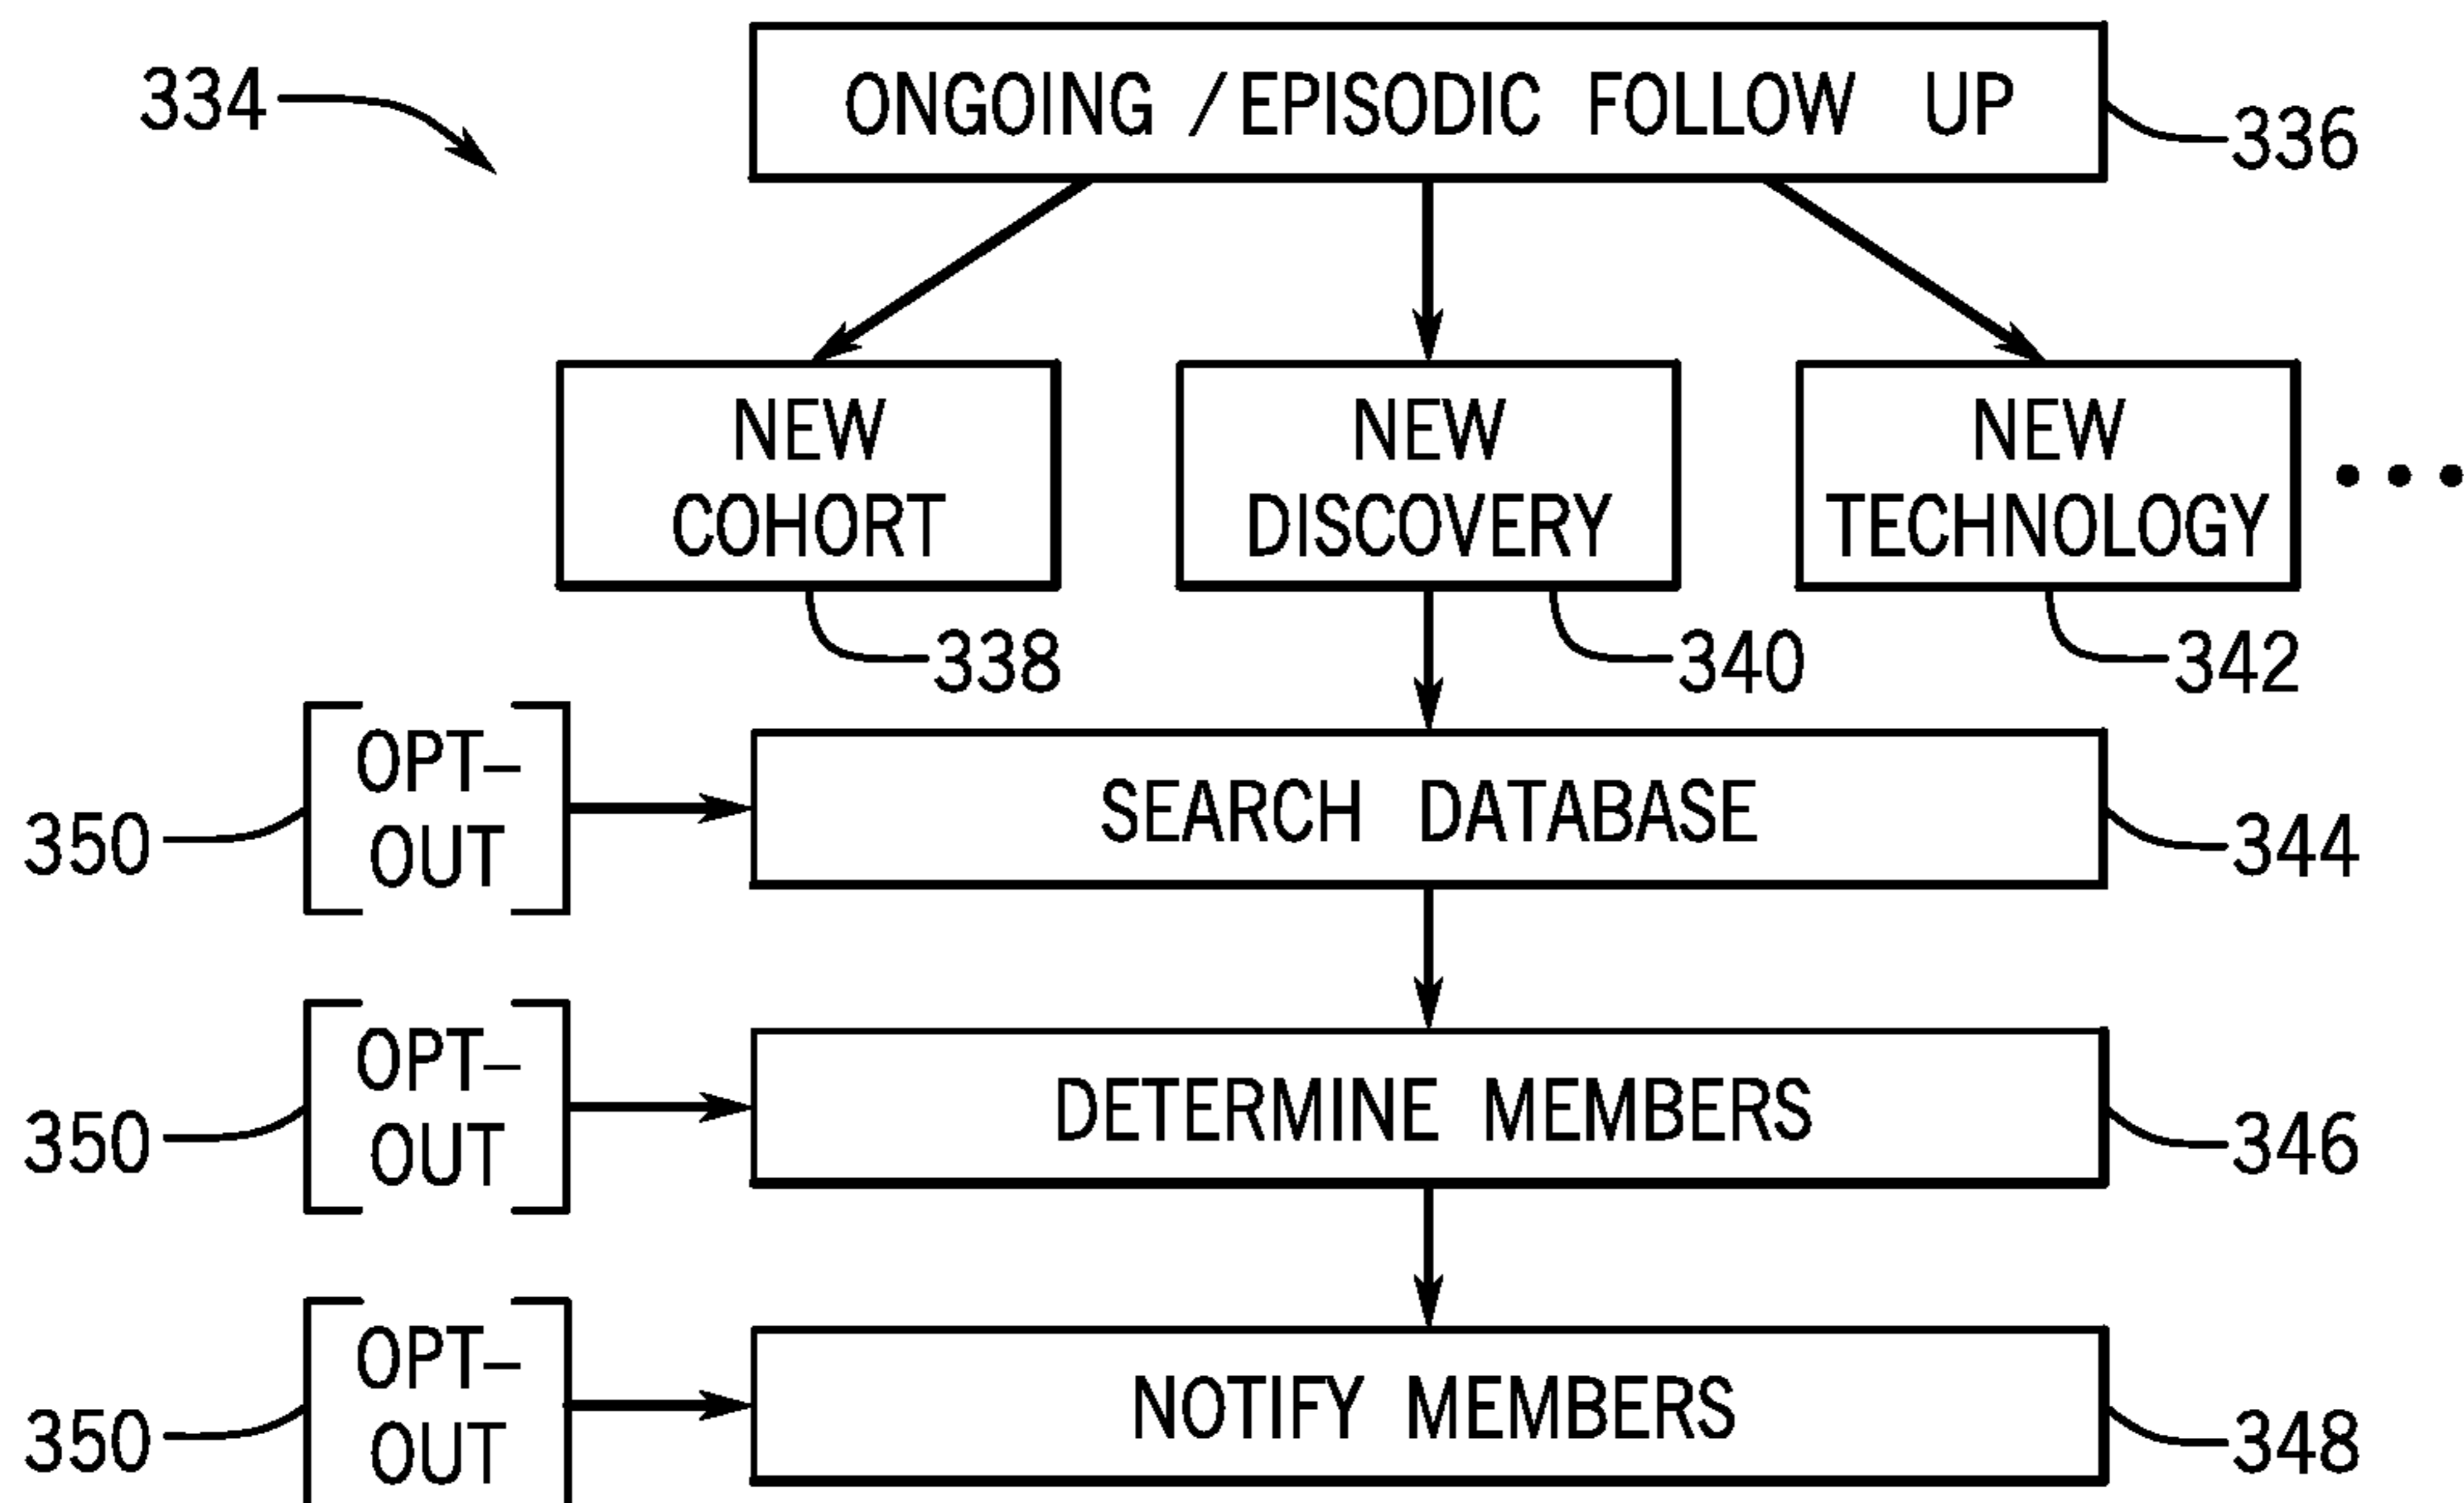 334
ONGOING / EPISODIC FOLLOW UP
336
NEW
COHORT
338
NEW
DISCOVERY
340
NEW
TECHNOLOGY
342
OPT-
OUT
350
SEARCH DATABASE
344
OPT-
OUT
350
DETERMINE MEMBERS
346
OPT-
OUT
350
NOTIFY MEMBERS
348